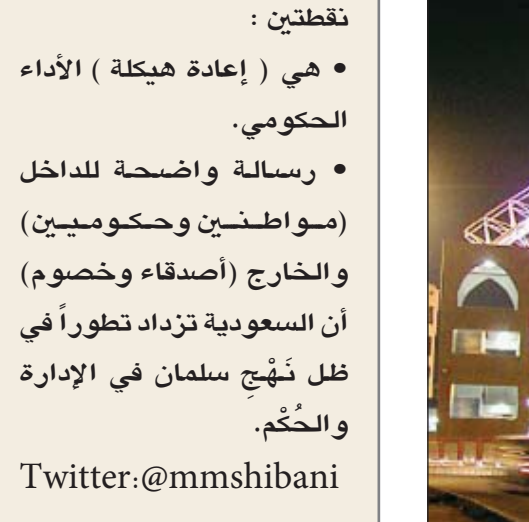 نقطتين :
• هي ( إعادة هيكلة ) الأداء
الحكومي.
• رسالة واضحة للداخل
(مواطنين وحكوميين)
والخارج (أصدقاء وخصوم)
أن السعودية تزداد تطوراً في
ظل نَهْجِ سلمان في الإدارة
والحُكْم.
Twitter:@mmshibani